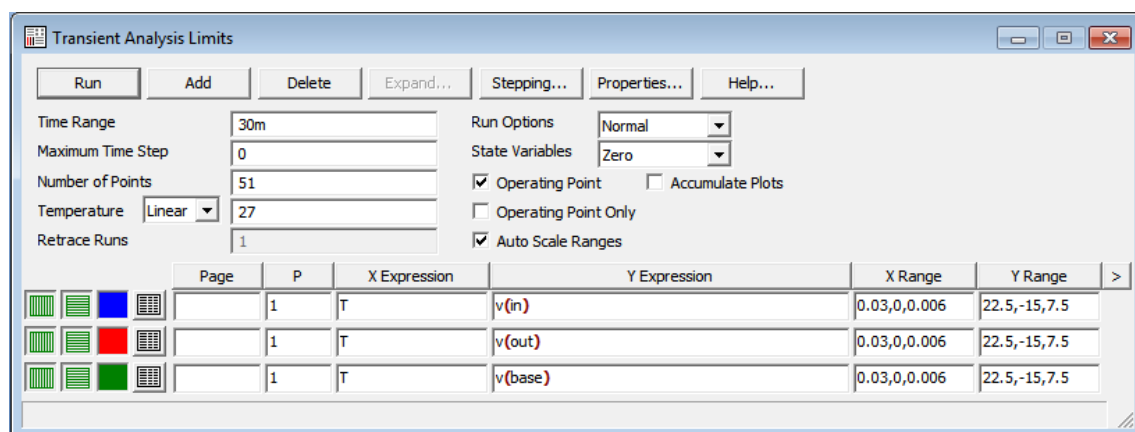 Transient Analysis Limits
Run Add Delete Expand... Stepping... Properties... Help...
Time Range 30m Run Options Normal
Maximum Time Step 0 State Variables Zero
Number of Points 51 Operating Point Accumulate Plots
Temperature Linear 27 Operating Point Only
Retrace Runs 1 Auto Scale Ranges
Page P X Expression Y Expression X Range Y Range >
1 T v(in) 0.03,0,0.006 22.5,-15,7.5
1 T v(out) 0.03,0,0.006 22.5,-15,7.5
1 T v(base) 0.03,0,0.006 22.5,-15,7.5